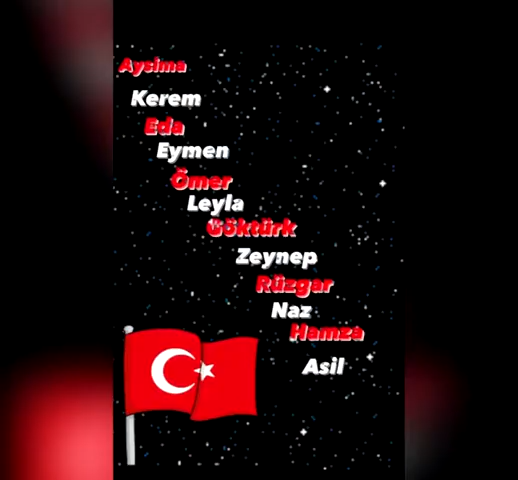 Aysima
Kerem
Eda
Eymen
Ömer
Leyla
Göktürk
Zeynep
Rüzgar
Naz
Hamza
Asil